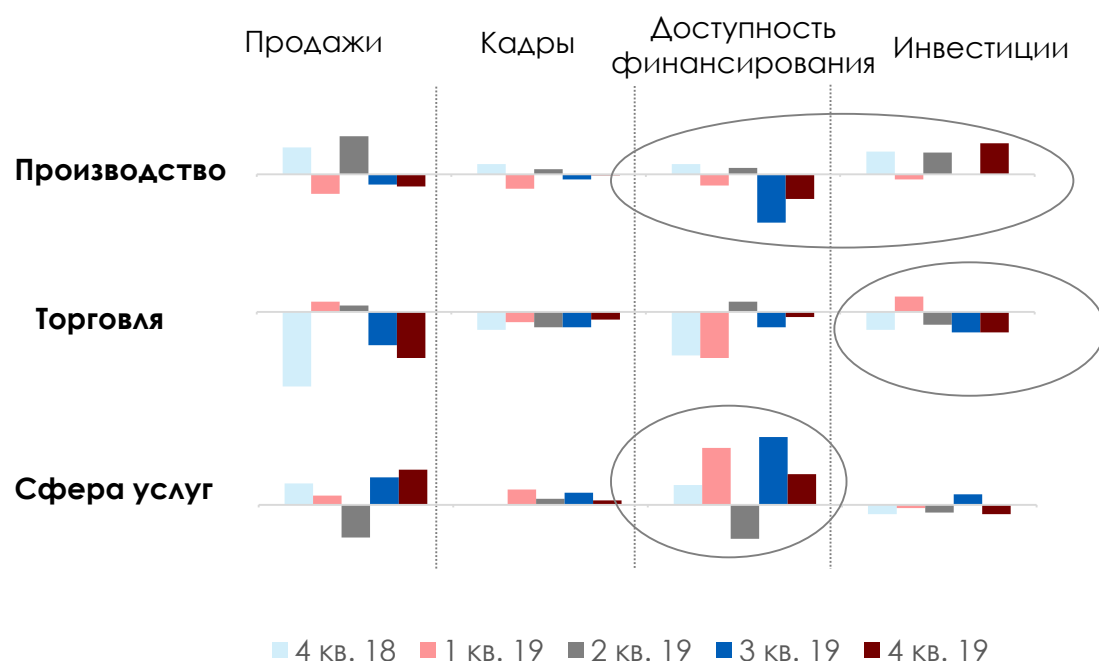 Продажи
Кадры
Доступность
финансирования
Инвестиции
Производство
Торговля
Сфера услуг
4 кв. 18
1 кв. 19
2 кв. 19
3 кв. 19
4 кв. 19